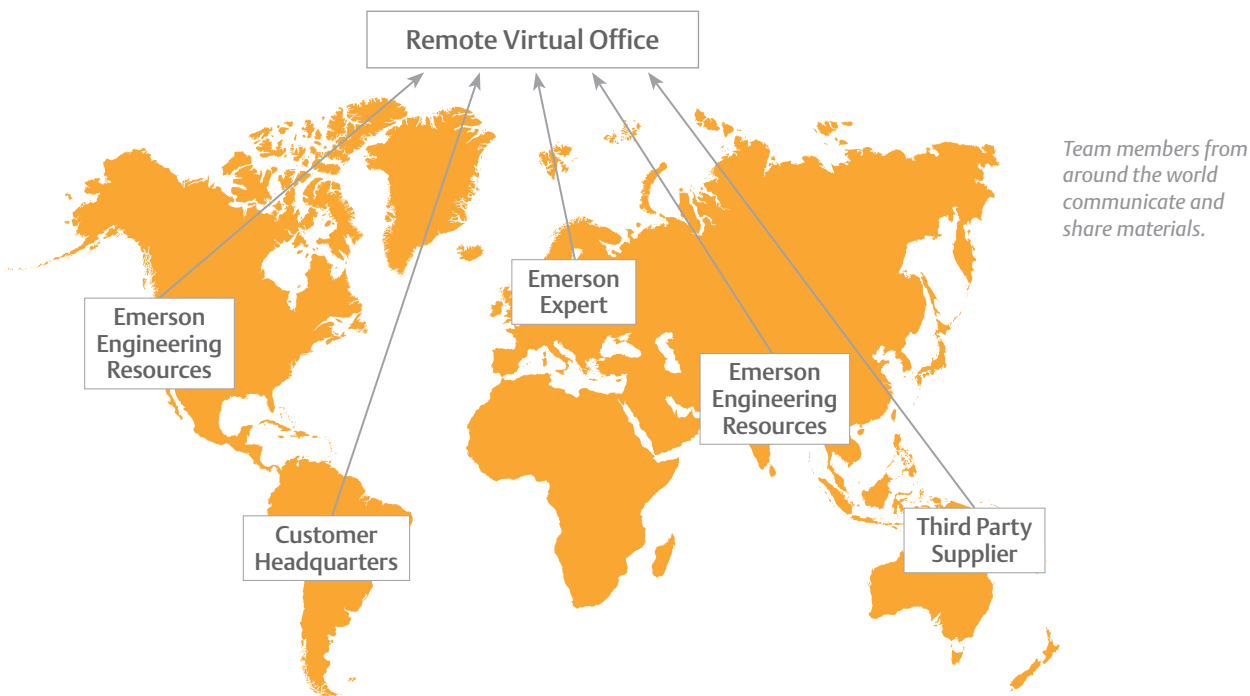 Remote Virtual Office
Team members from
around the world
communicate and
share materials.
Emerson
Expert
Emerson
Engineering
Resources
Emerson
Engineering
Resources
Customer
Headquarters
Third Party
Supplier